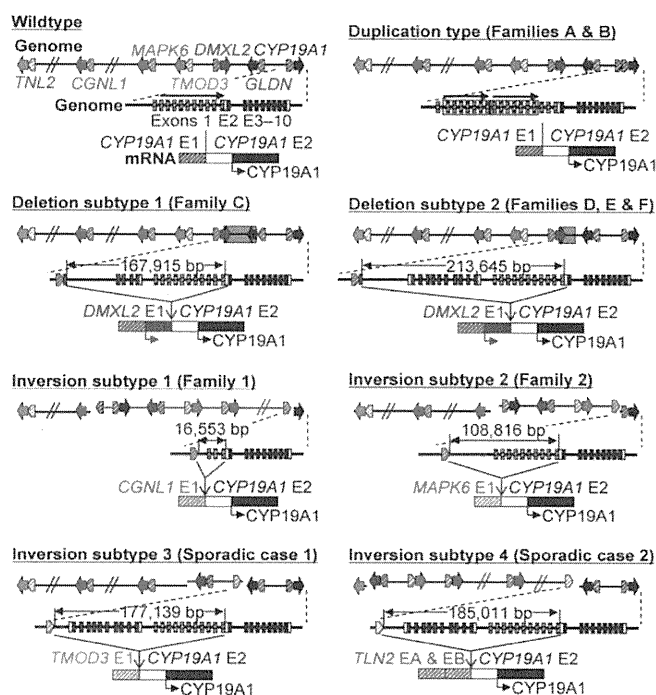 Wildtype
Genome
MAPK6 DMXL2 CYP19A1
TNL2 CGNL1 TMOD3 GLDN
Genome
Exons 1 E2 E3–10
CYP19A1 E1 CYP19A1 E2
mRNA
CYP19A1
Duplication type (Families A & B)
CYP19A1 E1 CYP19A1 E2
CYP19A1
Deletion subtype 1 (Family C)
167,915 bp
DMXL2 E1 CYP19A1 E2
CYP19A1
Deletion subtype 2 (Families D, E & F)
213,645 bp
DMXL2 E1 CYP19A1 E2
CYP19A1
Inversion subtype 1 (Family 1)
16,553 bp
CGNL1 E1 CYP19A1 E2
CYP19A1
Inversion subtype 2 (Family 2)
108,816 bp
MAPK6 E1 CYP19A1 E2
CYP19A1
Inversion subtype 3 (Sporadic case 1)
177,139 bp
TMOD3 E1 CYP19A1 E2
CYP19A1
Inversion subtype 4 (Sporadic case 2)
185,011 bp
TLN2 EA & EB CYP19A1 E2
CYP19A1